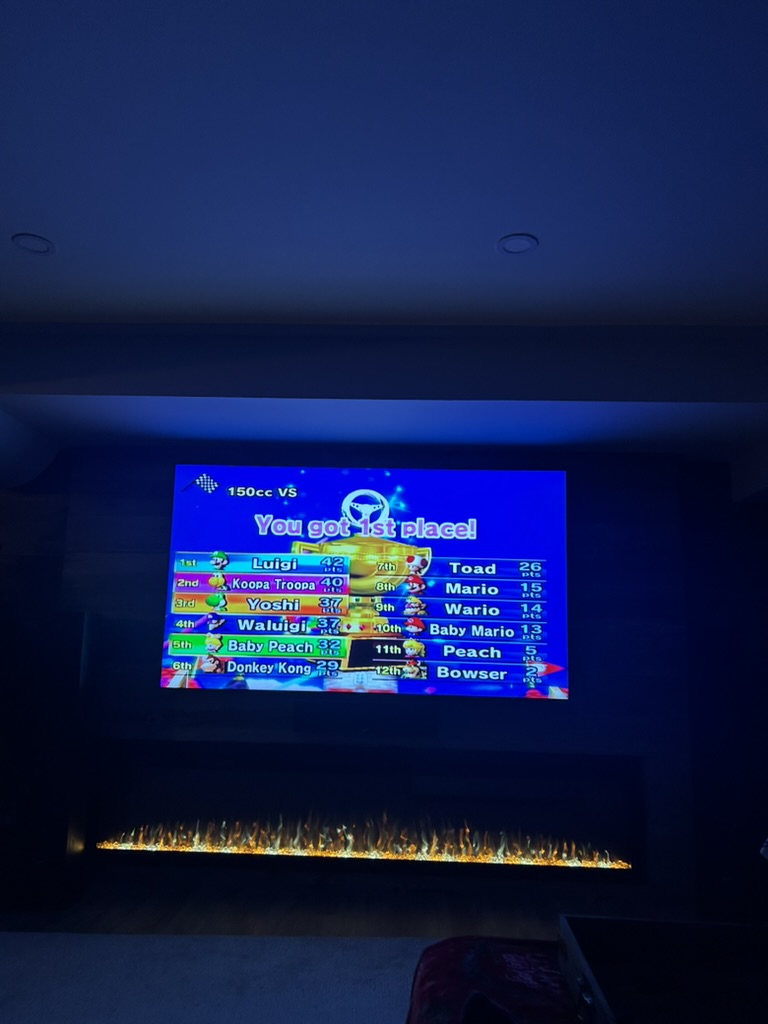 150cc VS
You got 1st place!
1st Luigi 42 pts
2nd Koopa Troopa 40 pts
3rd Yoshi 37 pts
4th Waluigi 37 pts
5th Baby Peach 32 pts
6th Donkey Kong 29 pts
7th Toad 26 pts
8th Mario 15 pts
9th Wario 14 pts
10th Baby Mario 13 pts
11th Peach 5 pts
12th Bowser 2 pts